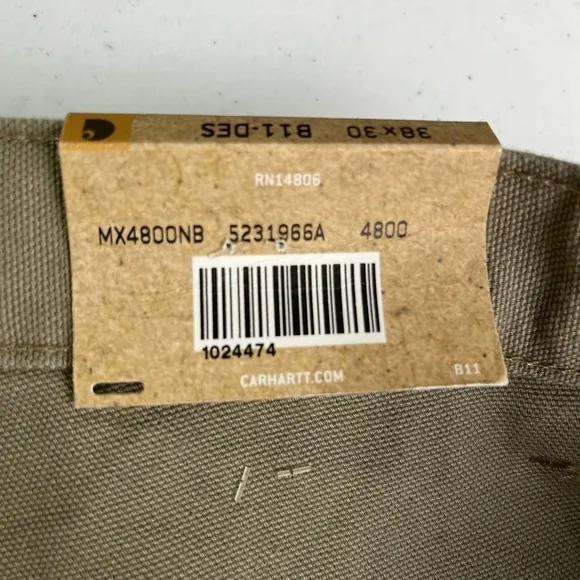 38x30 B11-DES
RN14806
MX4800NB 5231966A 4800
1024474
CARHARTT.COM B11